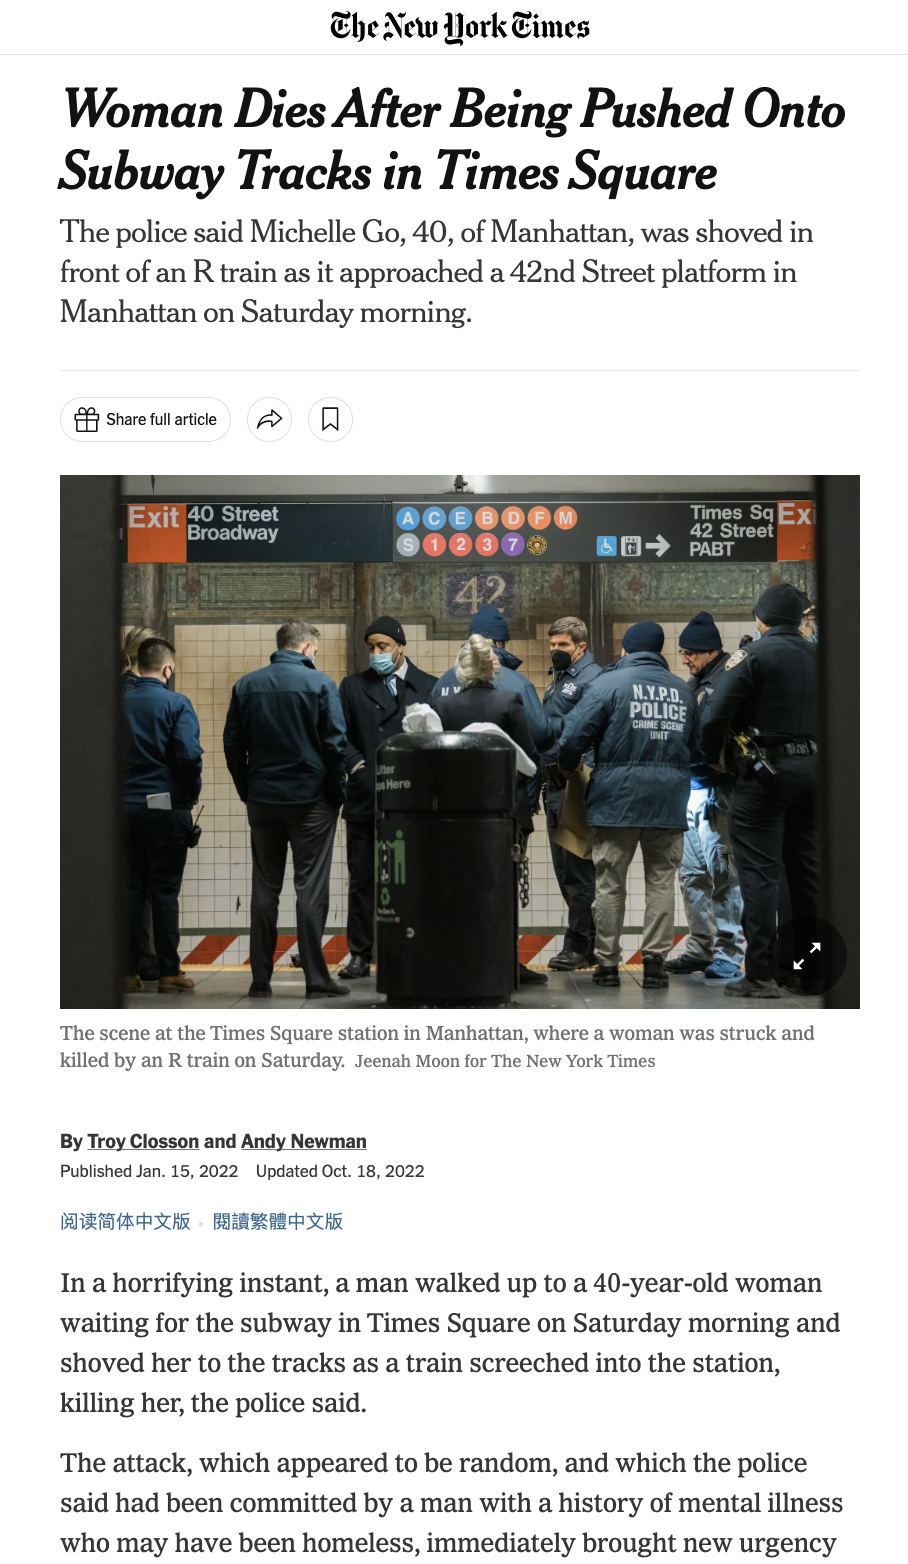 The New York Times
Woman Dies After Being Pushed Onto
Subway Tracks in Times Square
The police said Michelle Go, 40, of Manhattan, was shoved in
front of an R train as it approached a 42nd Street platform in
Manhattan on Saturday morning.
Share full article
Exit 40 Street
Broadway
A C E B D F M
S 1 2 3 7
Times Sq
42 Street
PABT
Exi
42
N.Y.P.D.
POLICE
CRIME SCENE
UNIT
Litter
Here
The scene at the Times Square station in Manhattan, where a woman was struck and
killed by an R train on Saturday. Jeenah Moon for The New York Times
By Troy Closson and Andy Newman
Published Jan. 15, 2022 Updated Oct. 18, 2022
阅读简体中文版 • 閱讀繁體中文版
In a horrifying instant, a man walked up to a 40-year-old woman
waiting for the subway in Times Square on Saturday morning and
shoved her to the tracks as a train screeched into the station,
killing her, the police said.
The attack, which appeared to be random, and which the police
said had been committed by a man with a history of mental illness
who may have been homeless, immediately brought new urgency